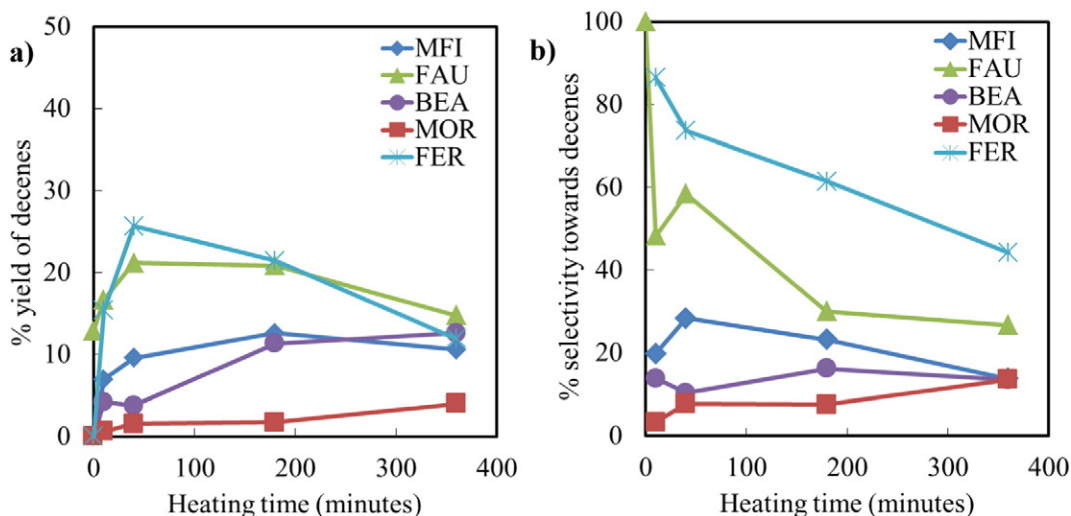 a)
% yield of decenes
50
40
30
20
10
0
0 100 200 300 400
Heating time (minutes)
MFI
FAU
BEA
MOR
FER
b)
% selectivity towards decenes
100
80
60
40
20
0
0 100 200 300 400
Heating time (minutes)
MFI
FAU
BEA
MOR
FER